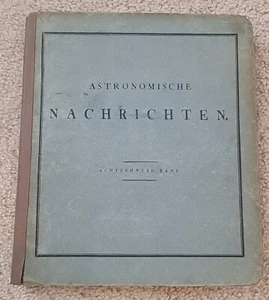 ASTRONOMISCHE
NACHRICHTEN.
ACHTZEHNTER BAND